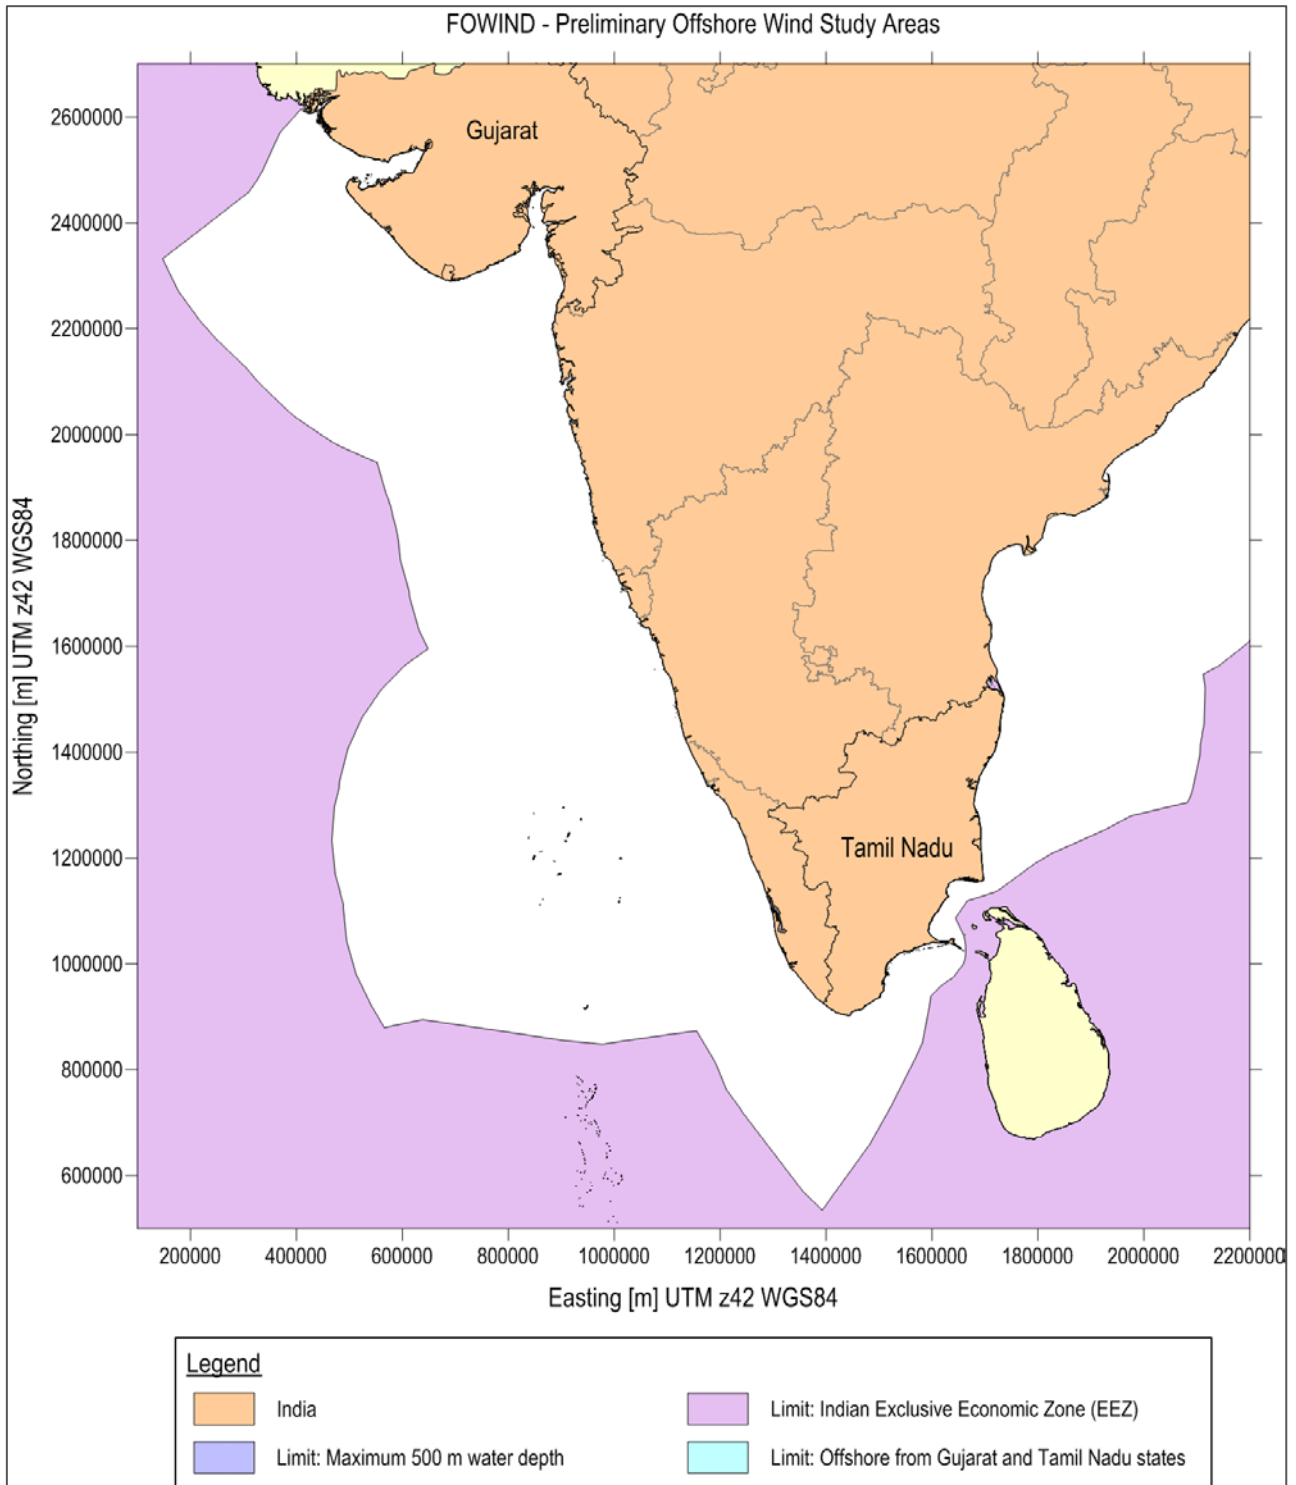 FOWIND - Preliminary Offshore Wind Study Areas
Gujarat
Tamil Nadu
Northing [m] UTM z42 WGS84
2600000
2400000
2200000
2000000
1800000
1600000
1400000
1200000
1000000
800000
600000
200000 400000 600000 800000 1000000 1200000 1400000 1600000 1800000 2000000 2200000
Easting [m] UTM z42 WGS84
Legend
India
Limit: Indian Exclusive Economic Zone (EEZ)
Limit: Maximum 500 m water depth
Limit: Offshore from Gujarat and Tamil Nadu states